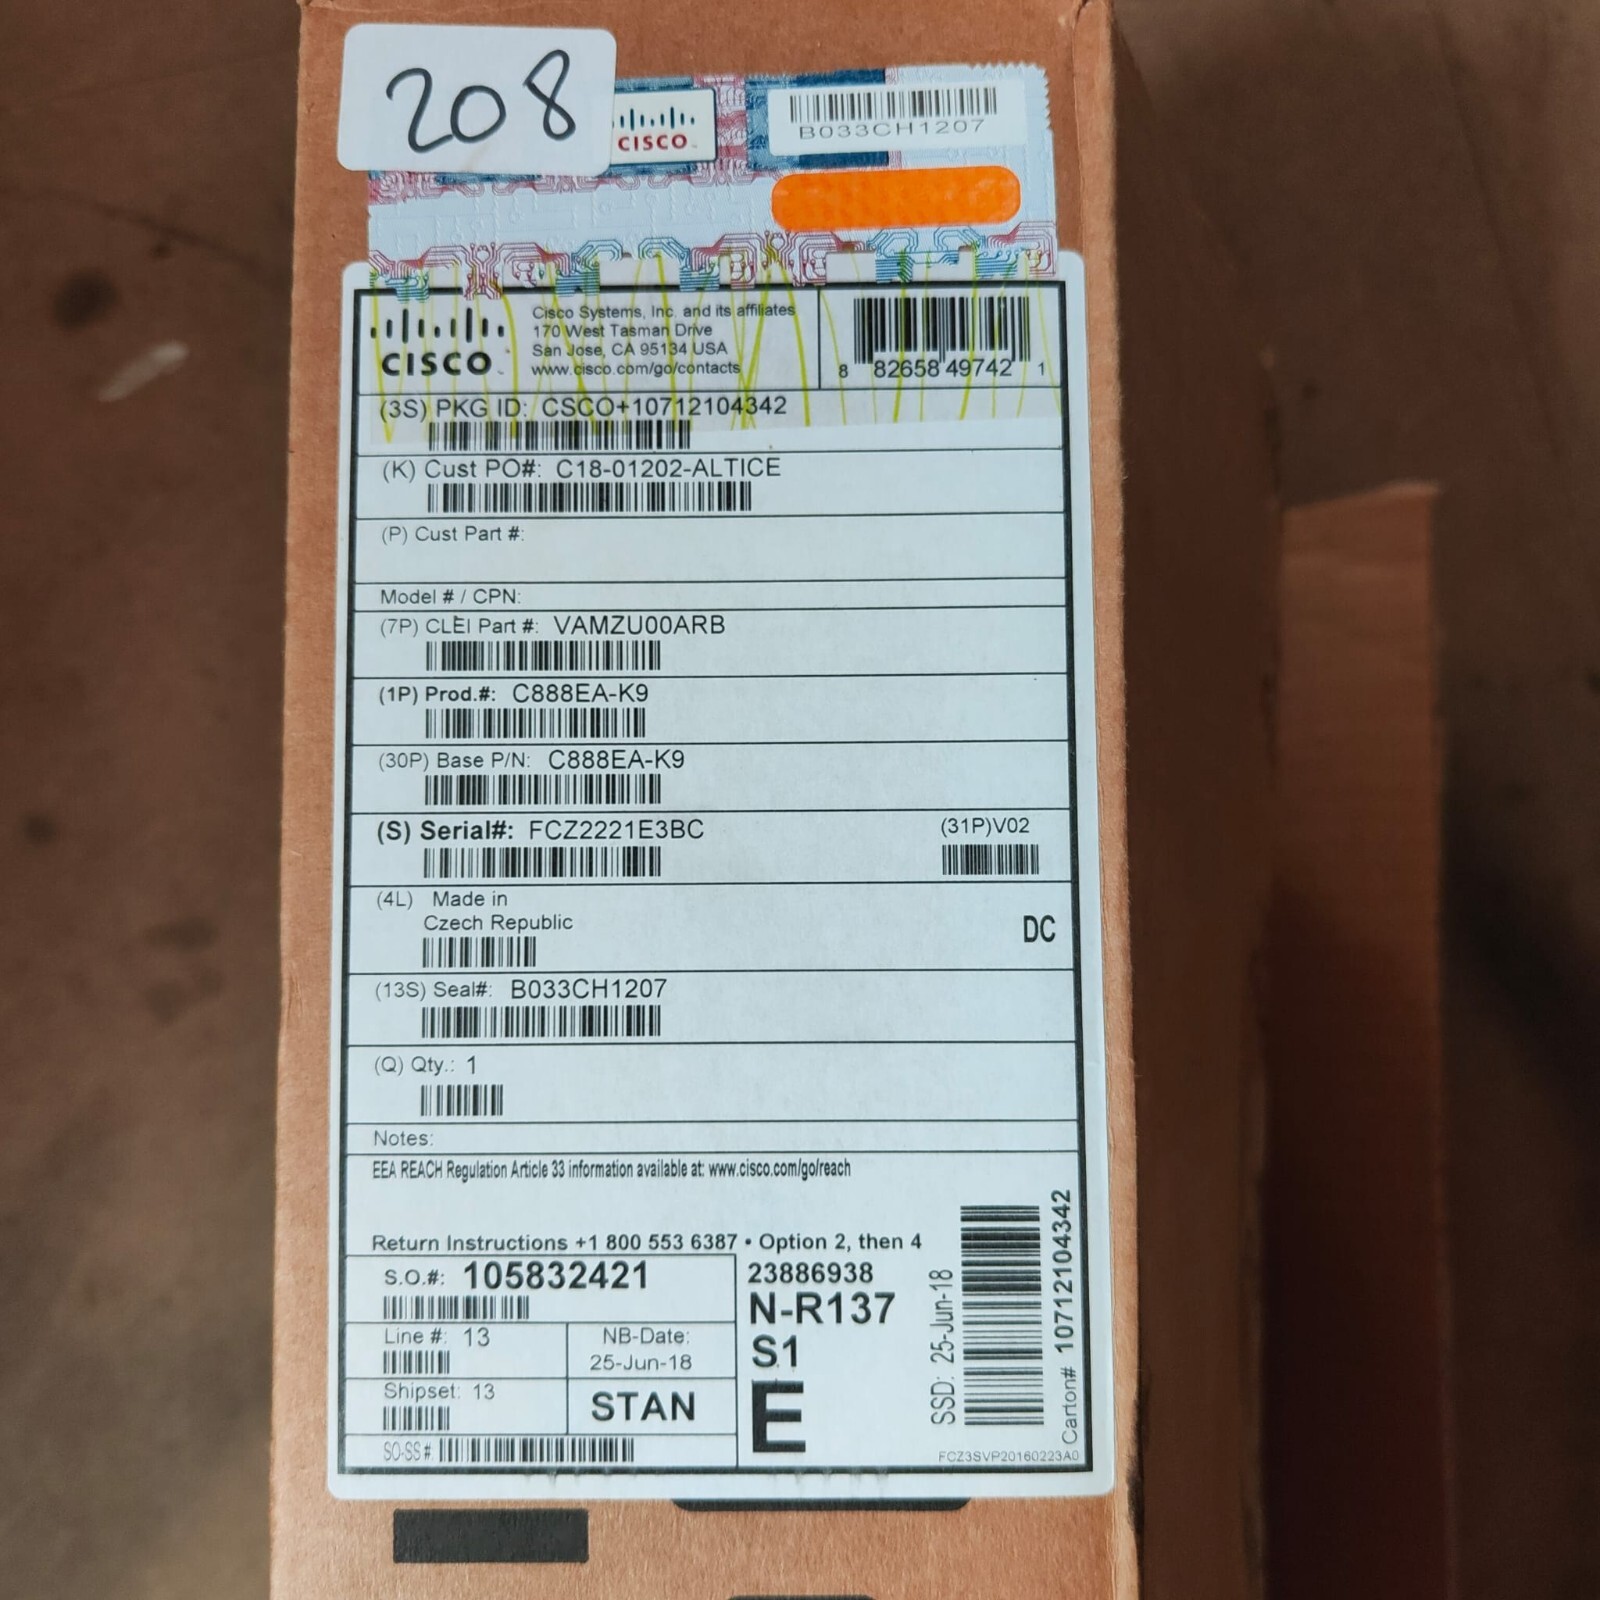 208
CISCO
B033CH1207
CISCO
Cisco Systems, Inc. and its affiliates
170 West Tasman Drive
San Jose, CA 95134 USA
www.cisco.com/go/contacts
8 82658 49742 1
(3S) PKG ID: CSCO+10712104342
(K) Cust PO#: C18-01202-ALTICE
(P) Cust Part #:
Model # / CPN:
(7P) CLEI Part #: VAMZU00ARB
(1P) Prod.#: C888EA-K9
(30P) Base P/N: C888EA-K9
(S) Serial#: FCZ2221E3BC
(31P)V02
(4L) Made in
Czech Republic
DC
(13S) Seal#: B033CH1207
(Q) Qty.: 1
Notes:
EEA REACH Regulation Article 33 information available at: www.cisco.com/go/reach
Return Instructions +1 800 553 6387 • Option 2, then 4
S.O.#: 105832421
Line #: 13
NB-Date:
25-Jun-18
Shipset: 13
STAN
SO-SS#
23886938
N-R137
S1
E
SSD: 25-Jun-18
Carton# 10712104342
FCZ3SVP20160223A0